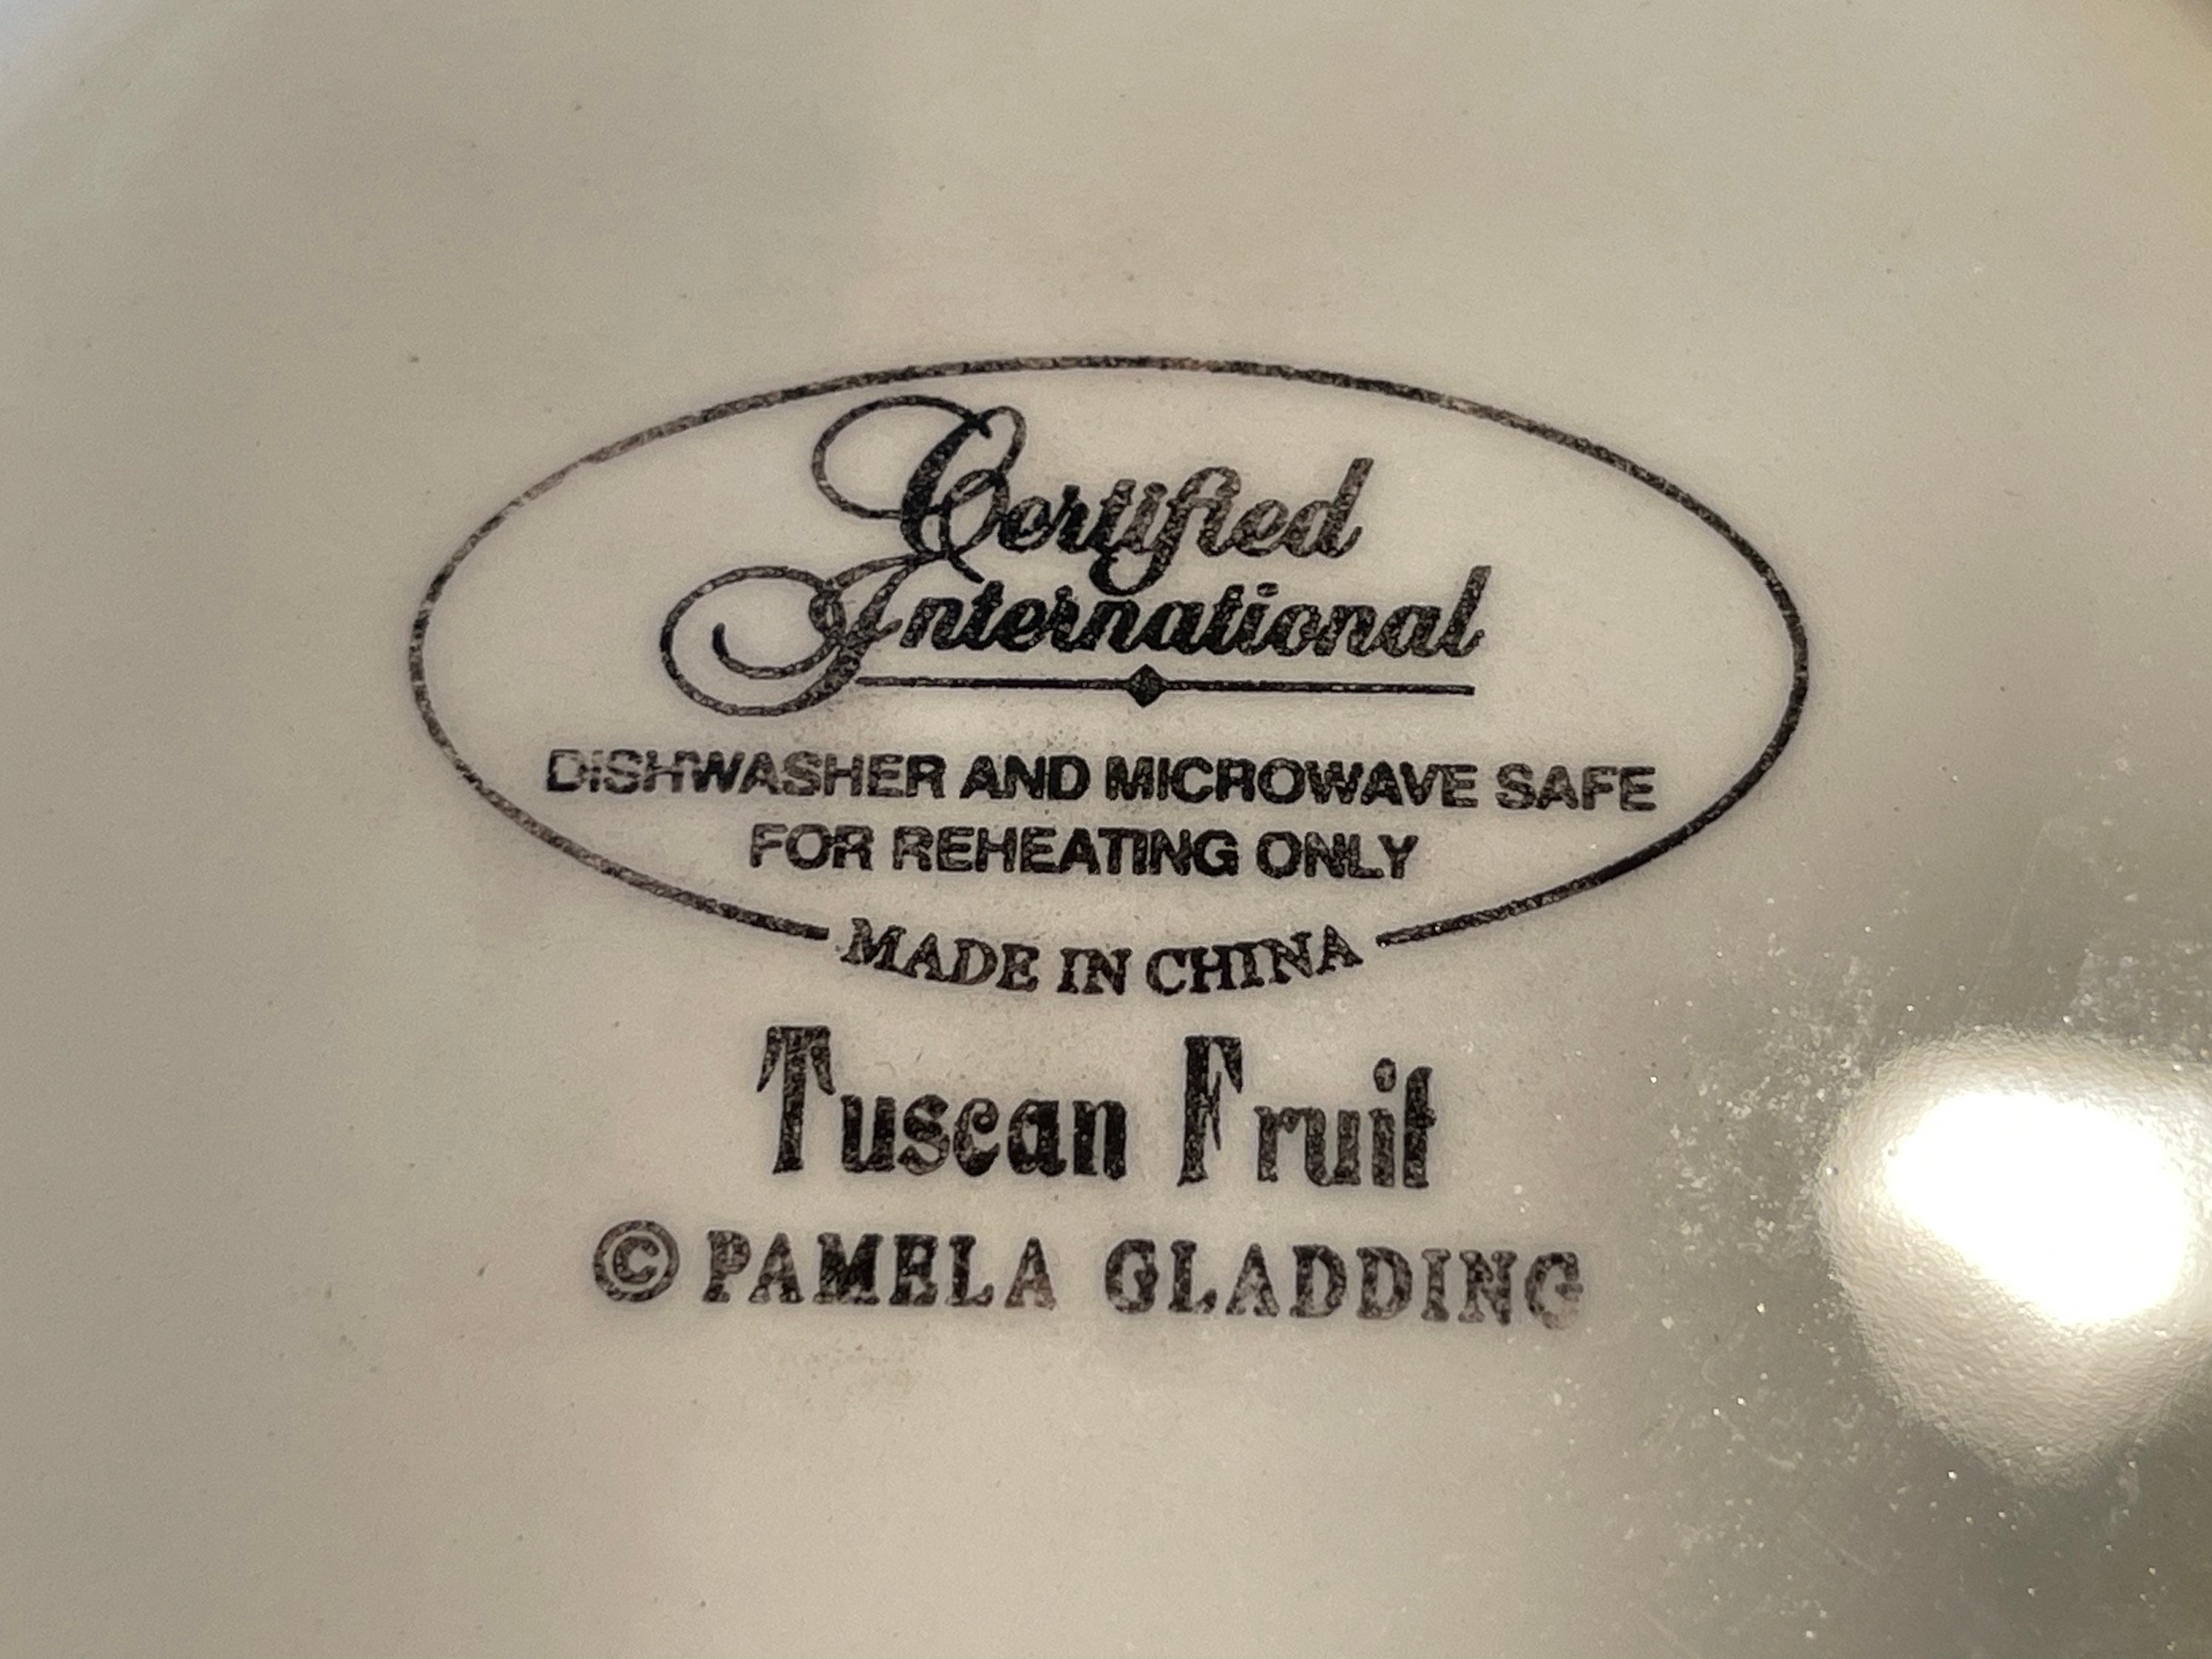 Certified
International
DISHWASHER AND MICROWAVE SAFE
FOR REHEATING ONLY
MADE IN CHINA
Tuscan Fruit
© PAMELA GLADDING